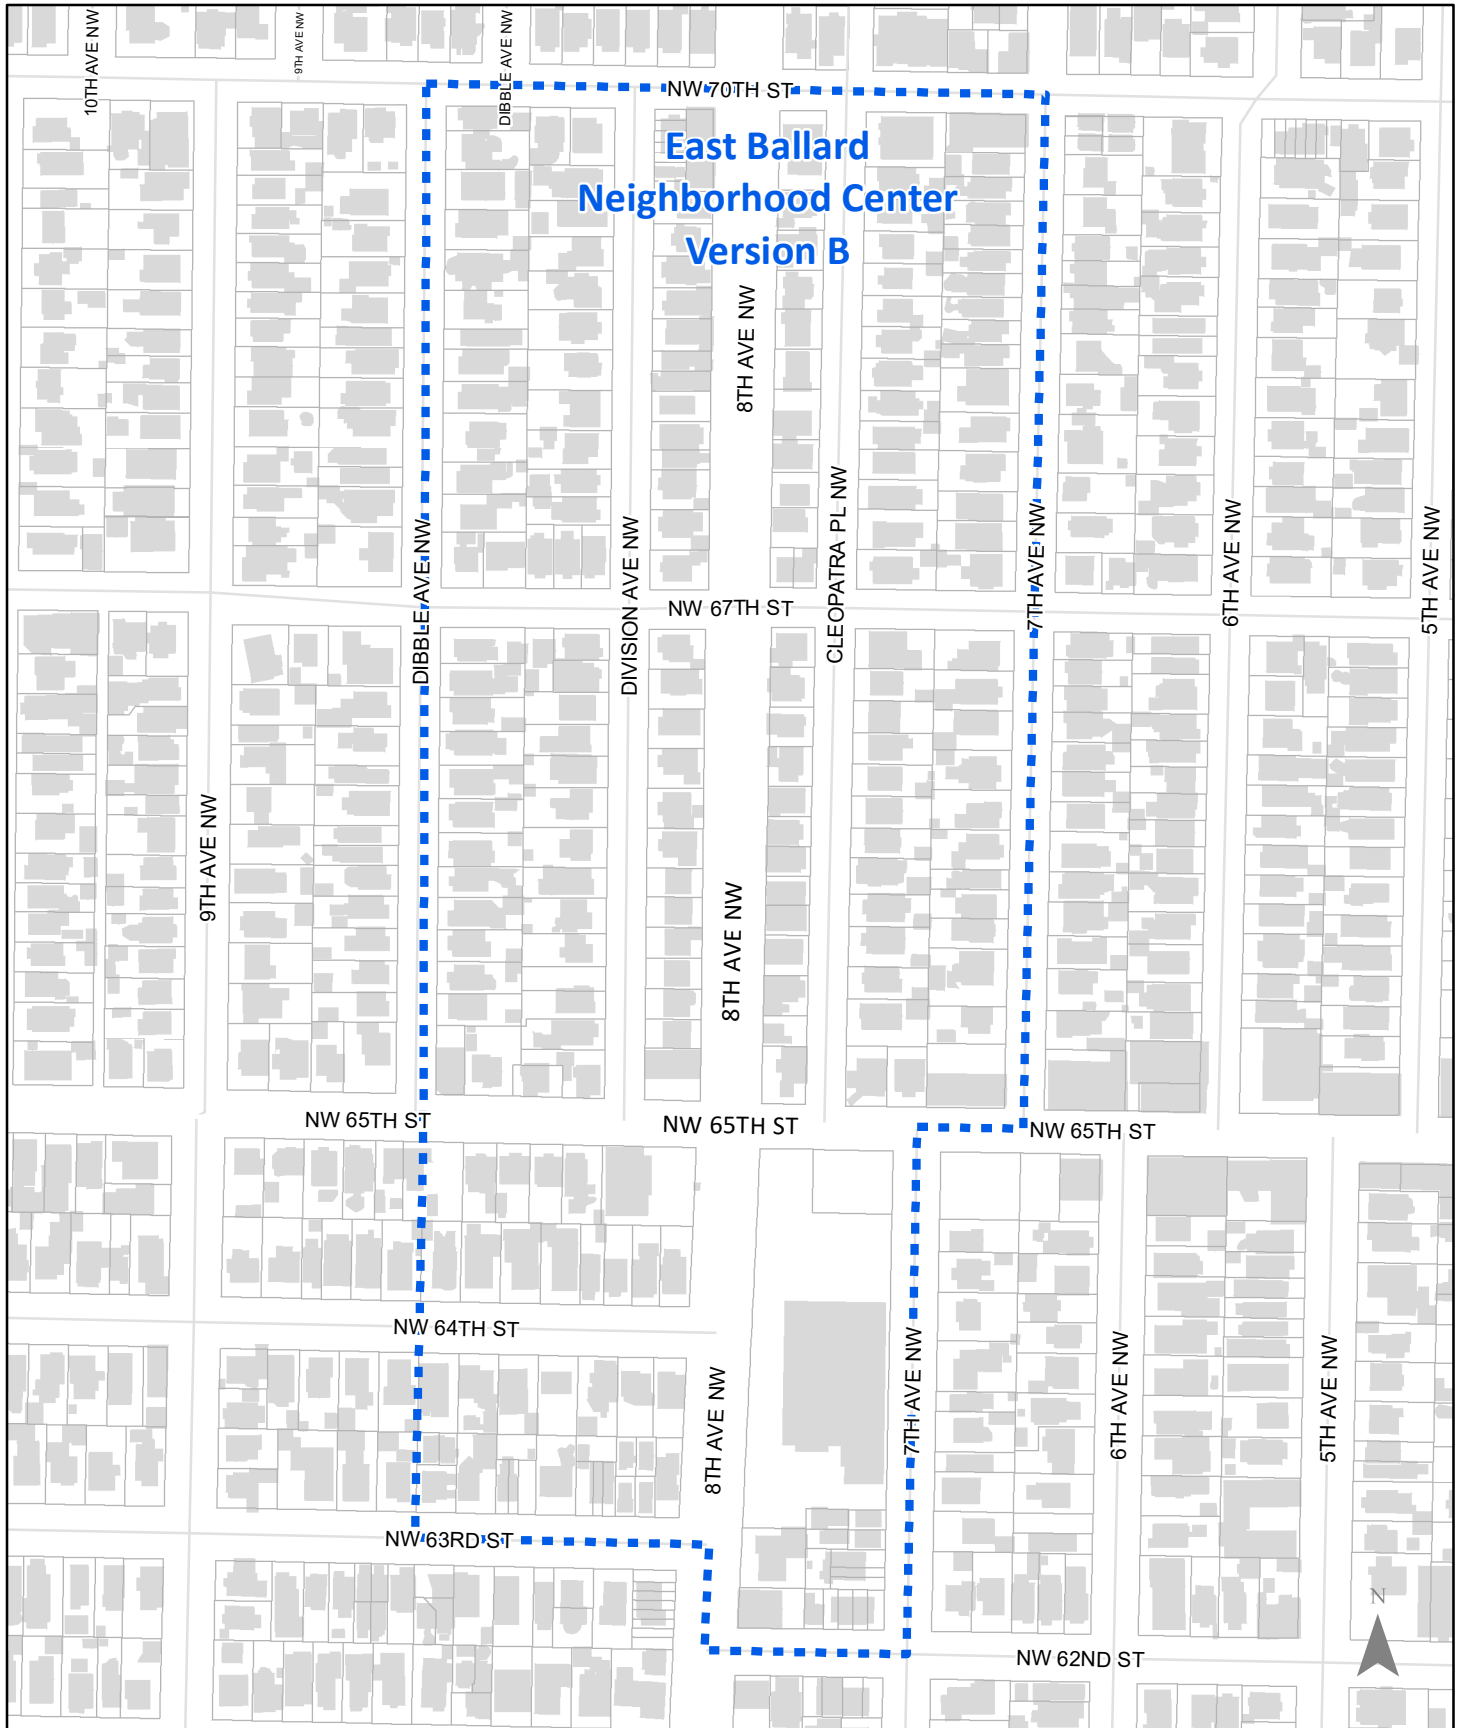 10TH AVE NW
9TH AVE NW
DIBBLE AVE NW
NW 70TH ST
East Ballard
Neighborhood Center
Version B
8TH AVE NW
CLEOPATRA PL NW
DIBBLE AVE NW
DIVISION AVE NW
7TH AVE NW
6TH AVE NW
5TH AVE NW
NW 67TH ST
9TH AVE NW
8TH AVE NW
NW 65TH ST
NW 65TH ST
NW 65TH ST
NW 64TH ST
8TH AVE NW
7TH AVE NW
6TH AVE NW
5TH AVE NW
NW 63RD ST
N
NW 62ND ST